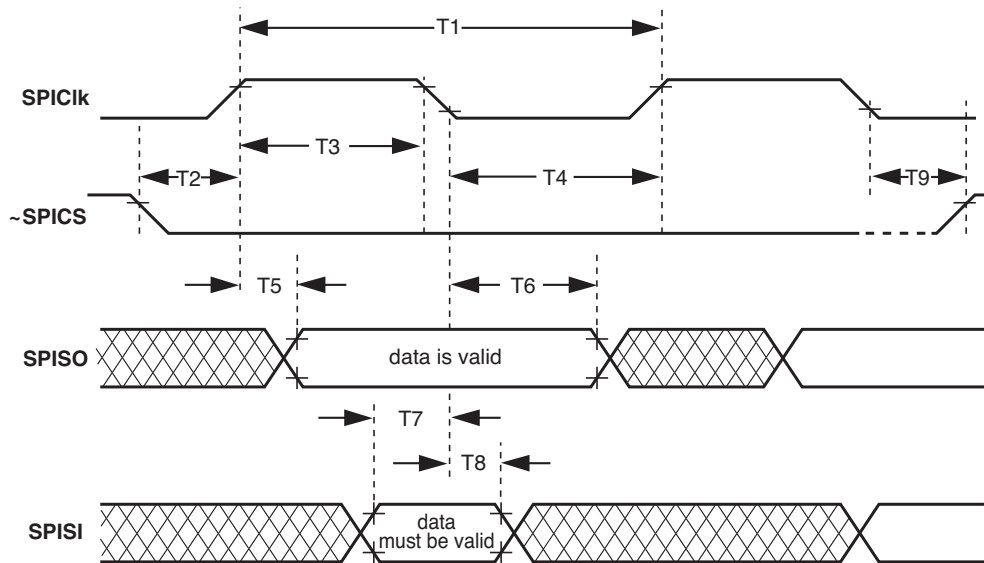 T1
SPIClk
T3
T2
T4
T9
~SPICS
T5
T6
SPISO
data is valid
T7
T8
SPISI
data
must be valid